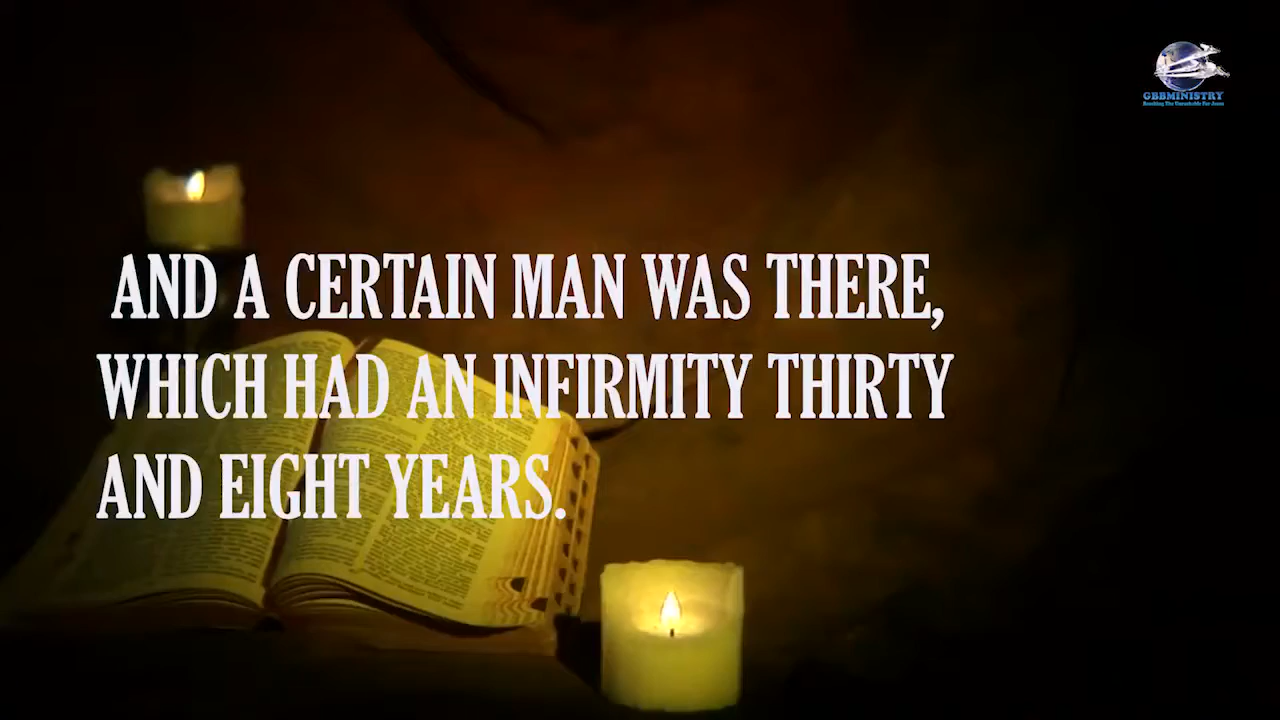 GBBMINISTRY
AND A CERTAIN MAN WAS THERE,
WHICH HAD AN INFIRMITY THIRTY
AND EIGHT YEARS.